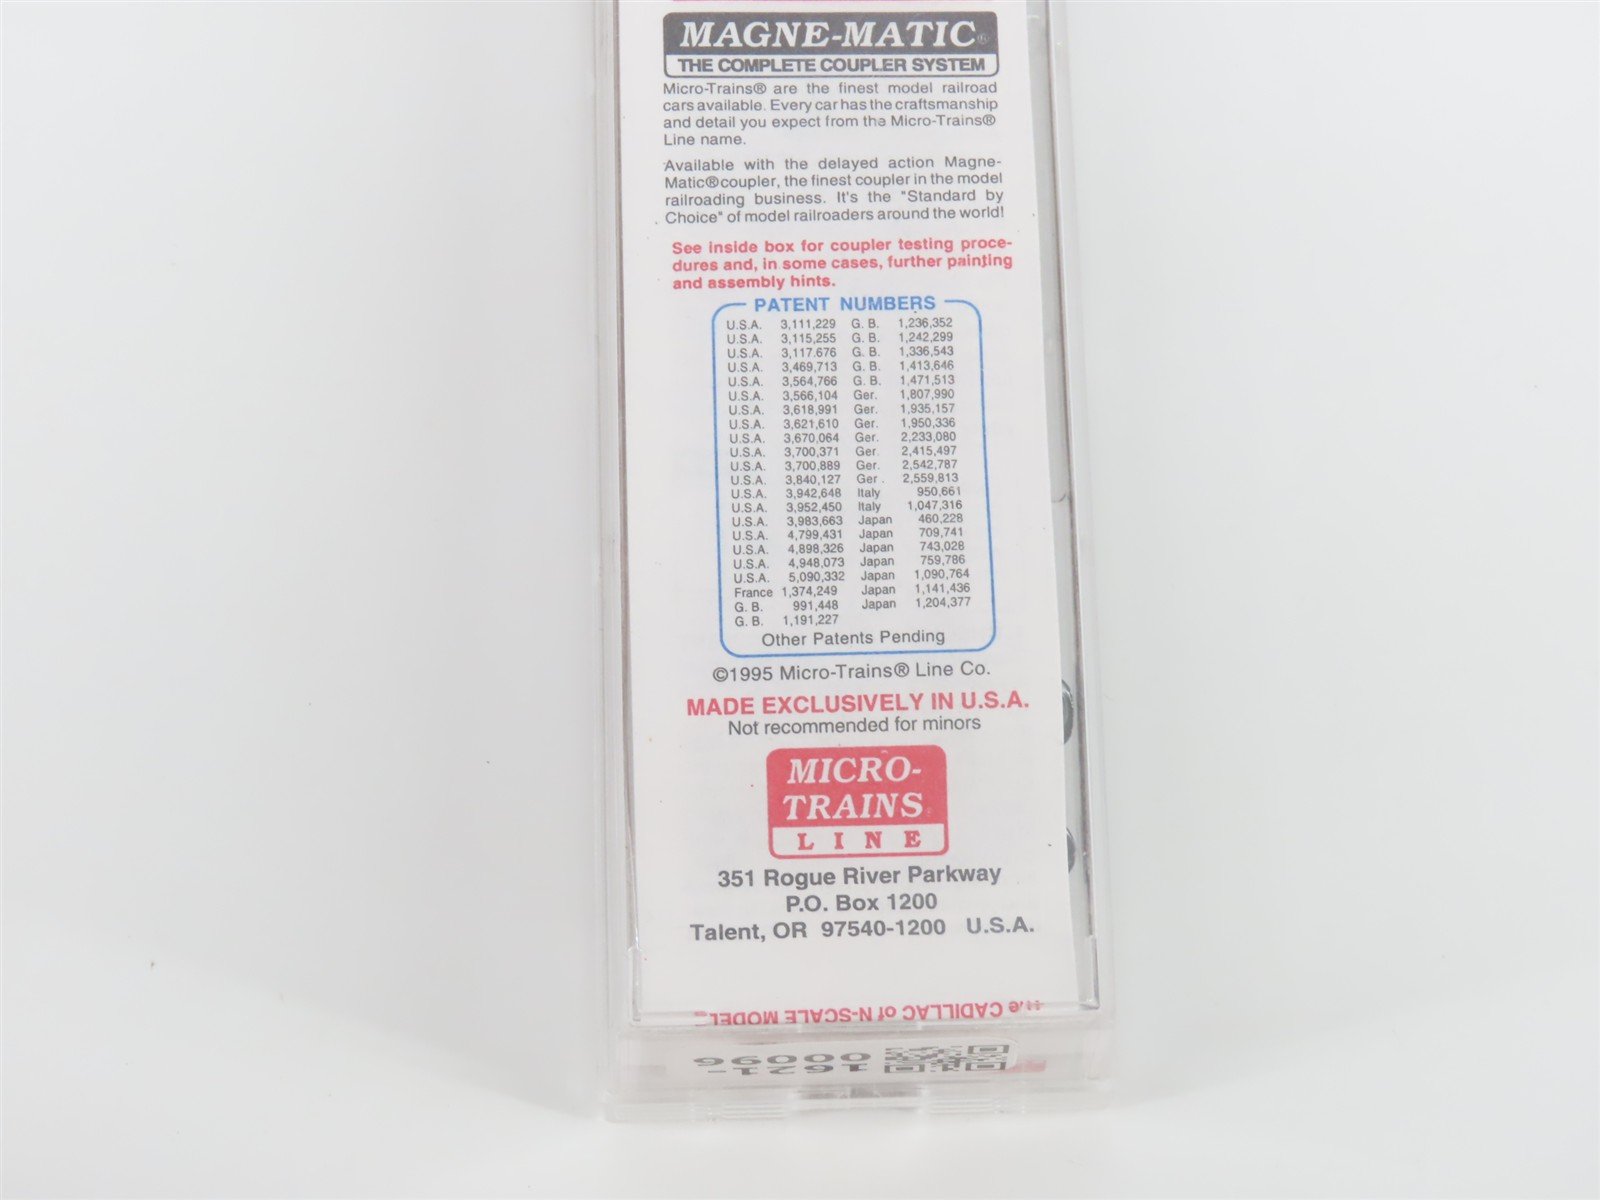 MAGNE-MATIC®
THE COMPLETE COUPLER SYSTEM
Micro-Trains® are the finest model railroad
cars available. Every car has the craftsmanship
and detail you expect from the Micro-Trains®
Line name.
Available with the delayed action Magne-
Matic® coupler, the finest coupler in the model
railroading business. It's the "Standard by
Choice" of model railroaders around the world!
See inside box for coupler testing proce-
dures and, in some cases, further painting
and assembly hints.
PATENT NUMBERS
U.S.A. 3,111,229 G. B. 1,236,352
U.S.A. 3,115,255 G. B. 1,242,299
U.S.A. 3,117.676 G. B. 1,336,543
U.S.A. 3,469,713 G. B. 1,413,646
U.S.A. 3,564,766 G. B. 1,471,513
U.S.A. 3,566,104 Ger. 1,807,990
U.S.A. 3,618,991 Ger. 1,935,157
U.S.A. 3,621,610 Ger. 1,950,336
U.S.A. 3,670,064 Ger. 2,233,080
U.S.A. 3,700,371 Ger. 2,415,497
U.S.A. 3,700,889 Ger. 2,542,787
U.S.A. 3,840,127 Ger. 2,559,813
U.S.A. 3,942,648 Italy 950,661
U.S.A. 3,952,450 Italy 1,047,316
U.S.A. 3,983,663 Japan 460,228
U.S.A. 4,799,431 Japan 709,741
U.S.A. 4,898,326 Japan 743,028
U.S.A. 4,948,073 Japan 759,786
U.S.A. 5,090,332 Japan 1,090,764
France 1,374,249 Japan 1,141,436
G. B. 991,448 Japan 1,204,377
G. B. 1,191,227
Other Patents Pending
©1995 Micro-Trains® Line Co.
MADE EXCLUSIVELY IN U.S.A.
Not recommended for minors
MICRO-
TRAINS®
LINE
351 Rogue River Parkway
P.O. Box 1200
Talent, OR 97540-1200 U.S.A.
The CADILLAC of N-SCALE MODEL
1621-
00096